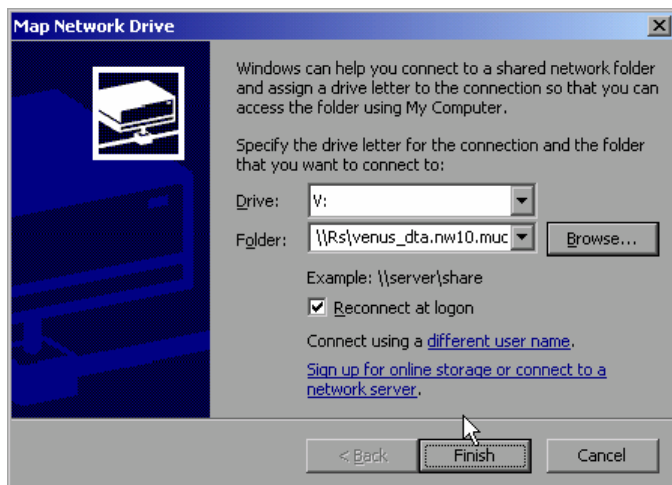 Map Network Drive
Windows can help you connect to a shared network folder
and assign a drive letter to the connection so that you can
access the folder using My Computer.
Specify the drive letter for the connection and the folder
that you want to connect to:
Drive: V:
Folder: \\Rs\venus_dta.nw10.muc Browse...
Example: \\server\share
Reconnect at logon
Connect using a different user name.
Sign up for online storage or connect to a
network server.
< Back Finish Cancel